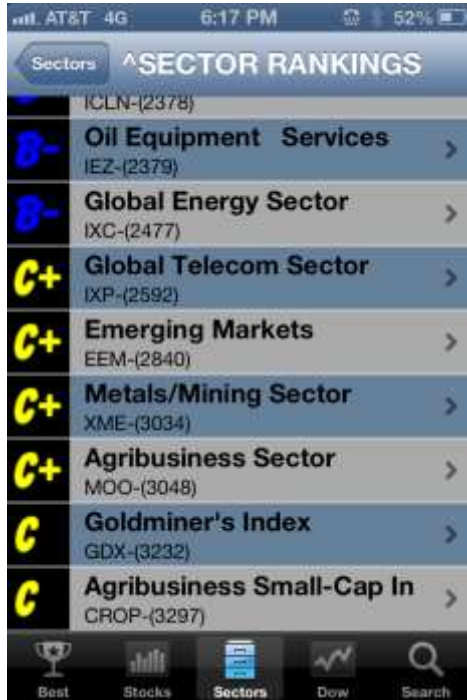 AT&T 4G 6:17 PM 52%
Sectors ^SECTOR RANKINGS
ICLN-(2378)
B- Oil Equipment Services
IEZ-(2379)
B- Global Energy Sector
IXC-(2477)
C+ Global Telecom Sector
IXP-(2592)
C+ Emerging Markets
EEM-(2840)
C+ Metals/Mining Sector
XME-(3034)
C+ Agribusiness Sector
MOO-(3048)
C Goldminer's Index
GDX-(3232)
C Agribusiness Small-Cap In
CROP-(3297)
Best Stocks Sectors Dow Search